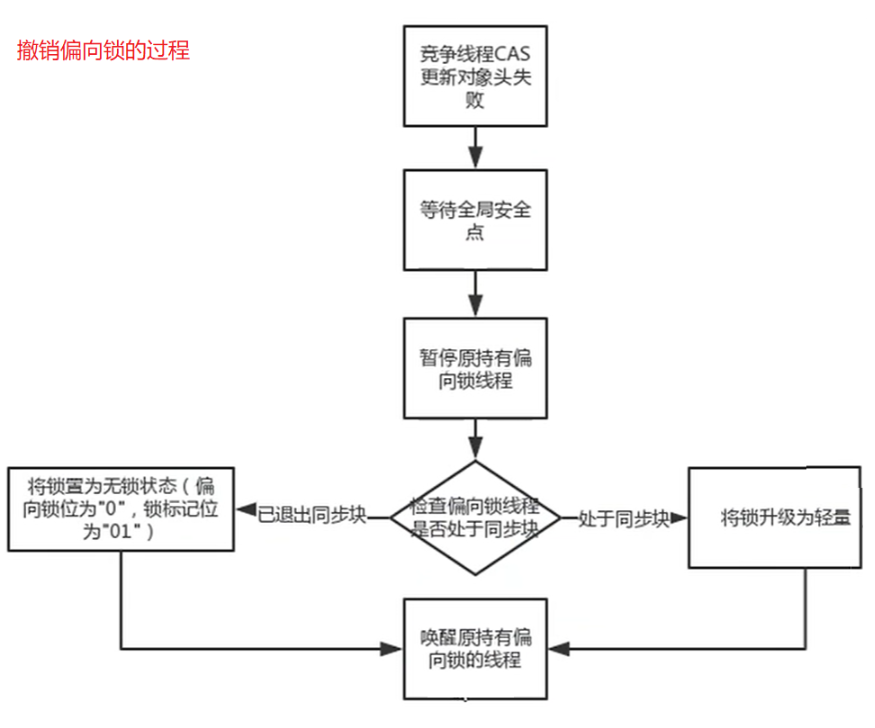 撤销偏向锁的过程
竞争线程CAS
更新对象头失
败
等待全局安全
点
暂停原持有偏
向锁线程
检查偏向锁线程
是否处于同步块
已退出同步块
处于同步块
将锁置为无锁状态（偏
向锁位为"0"，锁标记位
为"01"）
将锁升级为轻量
唤醒原持有偏
向锁的线程